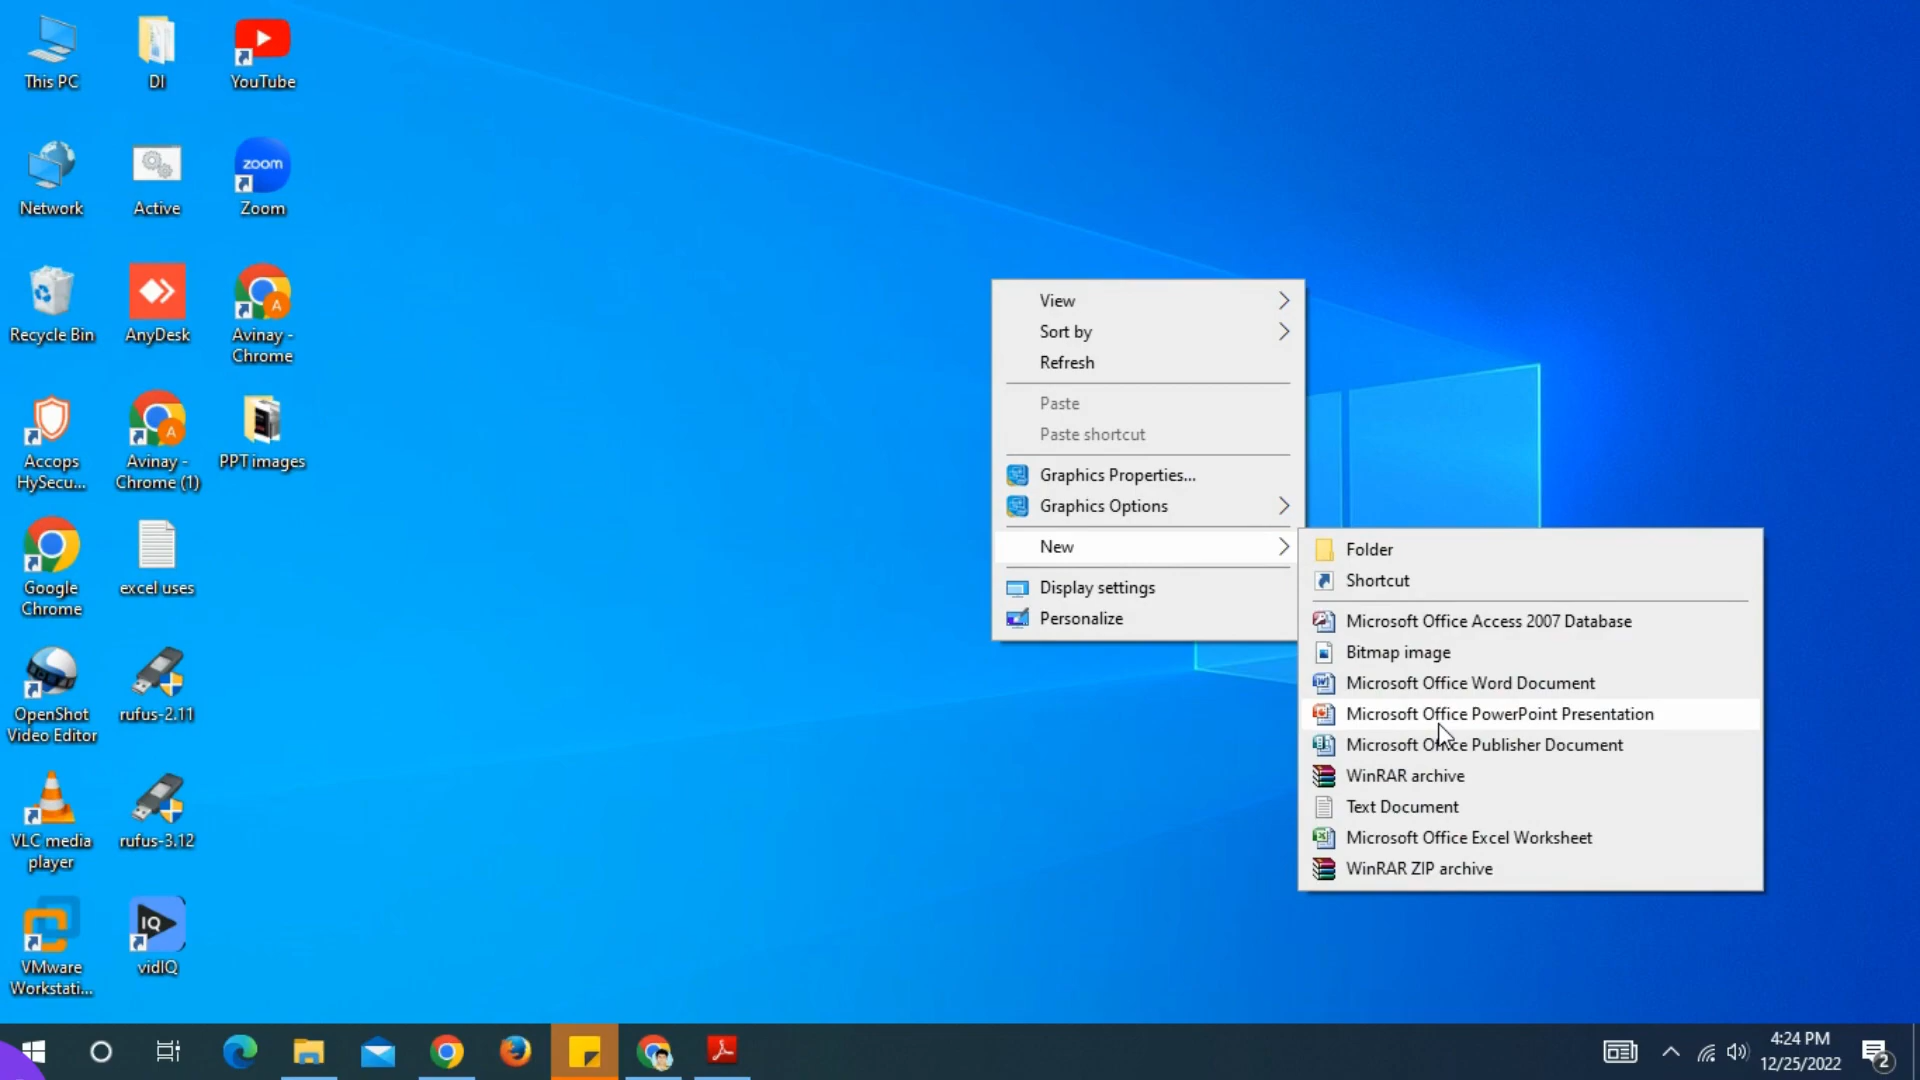 This PC
DI
YouTube
zoom
Network
Active
Zoom
Recycle Bin
AnyDesk
A
Avinay -
Chrome
Accops
HySecu...
A
Avinay -
Chrome (1)
PPT images
Google
Chrome
excel uses
OpenShot
Video Editor
rufus-2.11
VLC media
player
rufus-3.12
VMware
Workstati...
IQ
vidIQ
View
Sort by
Refresh
Paste
Paste shortcut
Graphics Properties...
Graphics Options
New
Display settings
Personalize
Folder
Shortcut
Microsoft Office Access 2007 Database
Bitmap image
Microsoft Office Word Document
Microsoft Office PowerPoint Presentation
Microsoft Office Publisher Document
WinRAR archive
Text Document
Microsoft Office Excel Worksheet
WinRAR ZIP archive
4:24 PM
12/25/2022
2